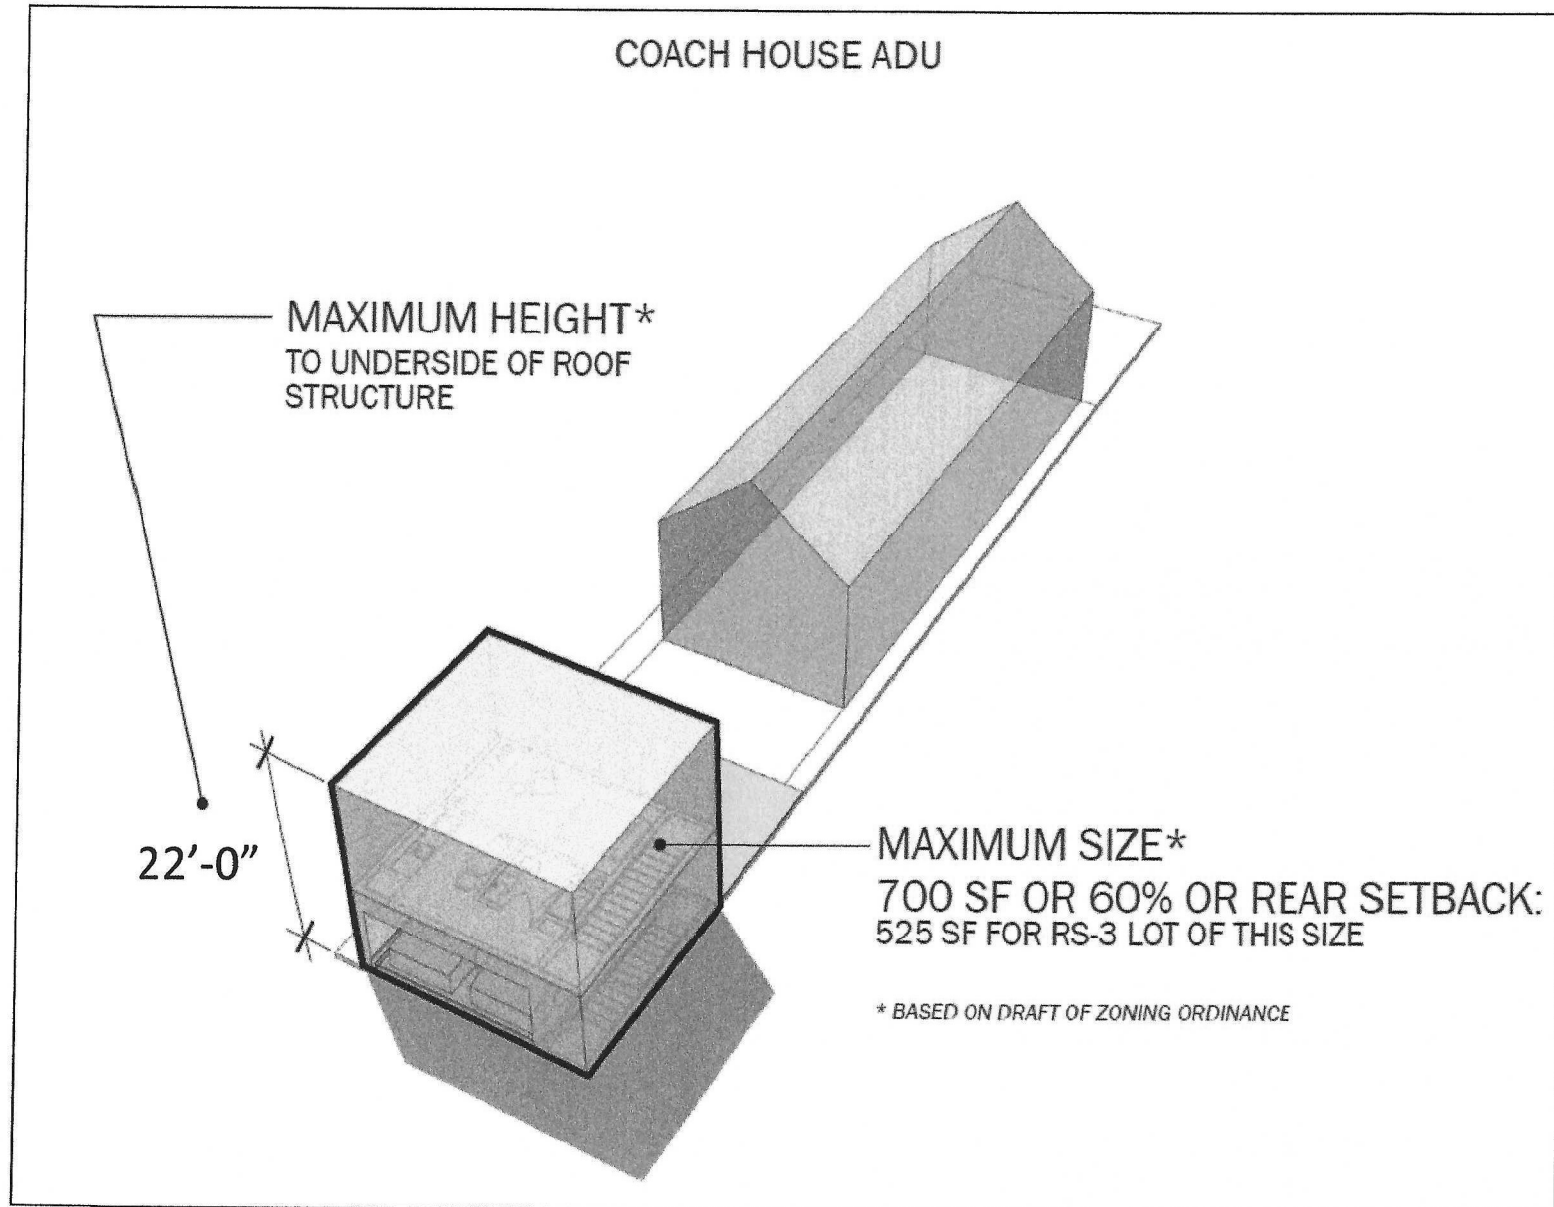 COACH HOUSE ADU
MAXIMUM HEIGHT*
TO UNDERSIDE OF ROOF
STRUCTURE
22'-0"
MAXIMUM SIZE*
700 SF OR 60% OR REAR SETBACK:
525 SF FOR RS-3 LOT OF THIS SIZE
* BASED ON DRAFT OF ZONING ORDINANCE